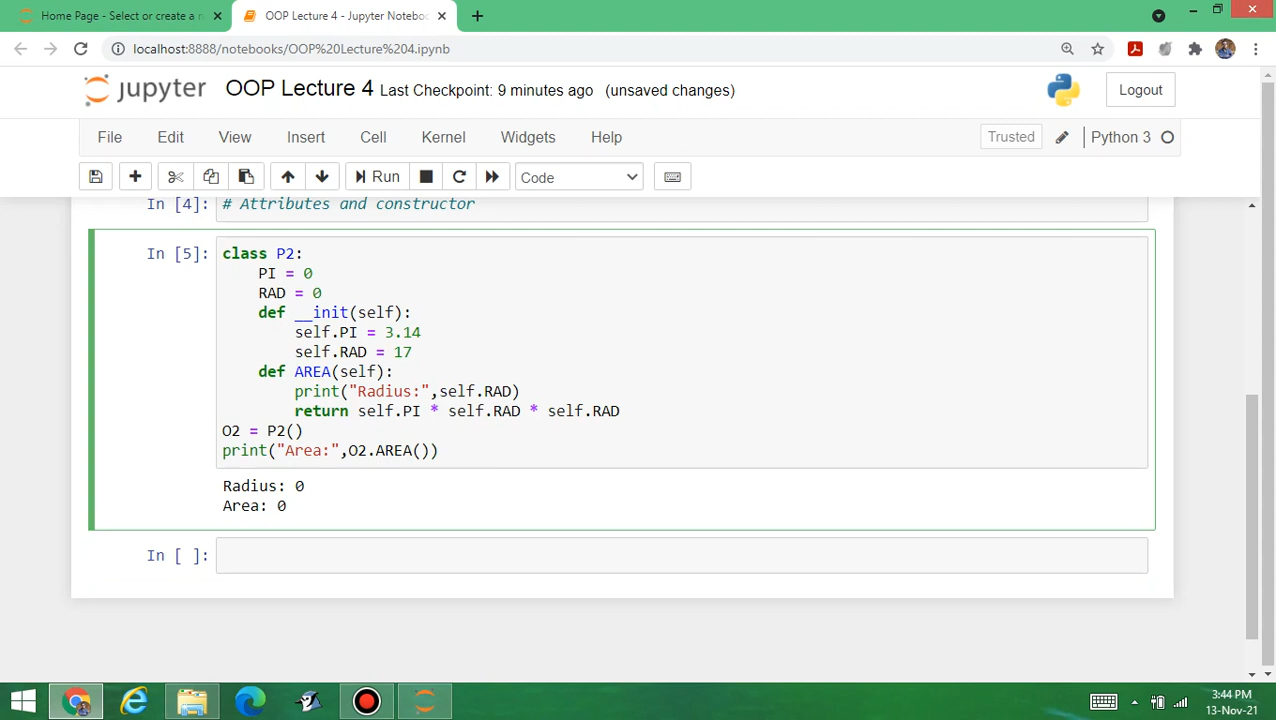 Home Page - Select or create a n
OOP Lecture 4 - Jupyter Notebook
localhost:8888/notebooks/OOP%20Lecture%204.ipynb
jupyter OOP Lecture 4 Last Checkpoint: 9 minutes ago (unsaved changes)
Logout
File Edit View Insert Cell Kernel Widgets Help
Trusted Python 3
Run Code
In [4]: # Attributes and constructor
In [5]: class P2:
PI = 0
RAD = 0
def __init(self):
self.PI = 3.14
self.RAD = 17
def AREA(self):
print("Radius:",self.RAD)
return self.PI * self.RAD * self.RAD
O2 = P2()
print("Area:",O2.AREA())
Radius: 0
Area: 0
In [ ]:
3:44 PM
13-Nov-21